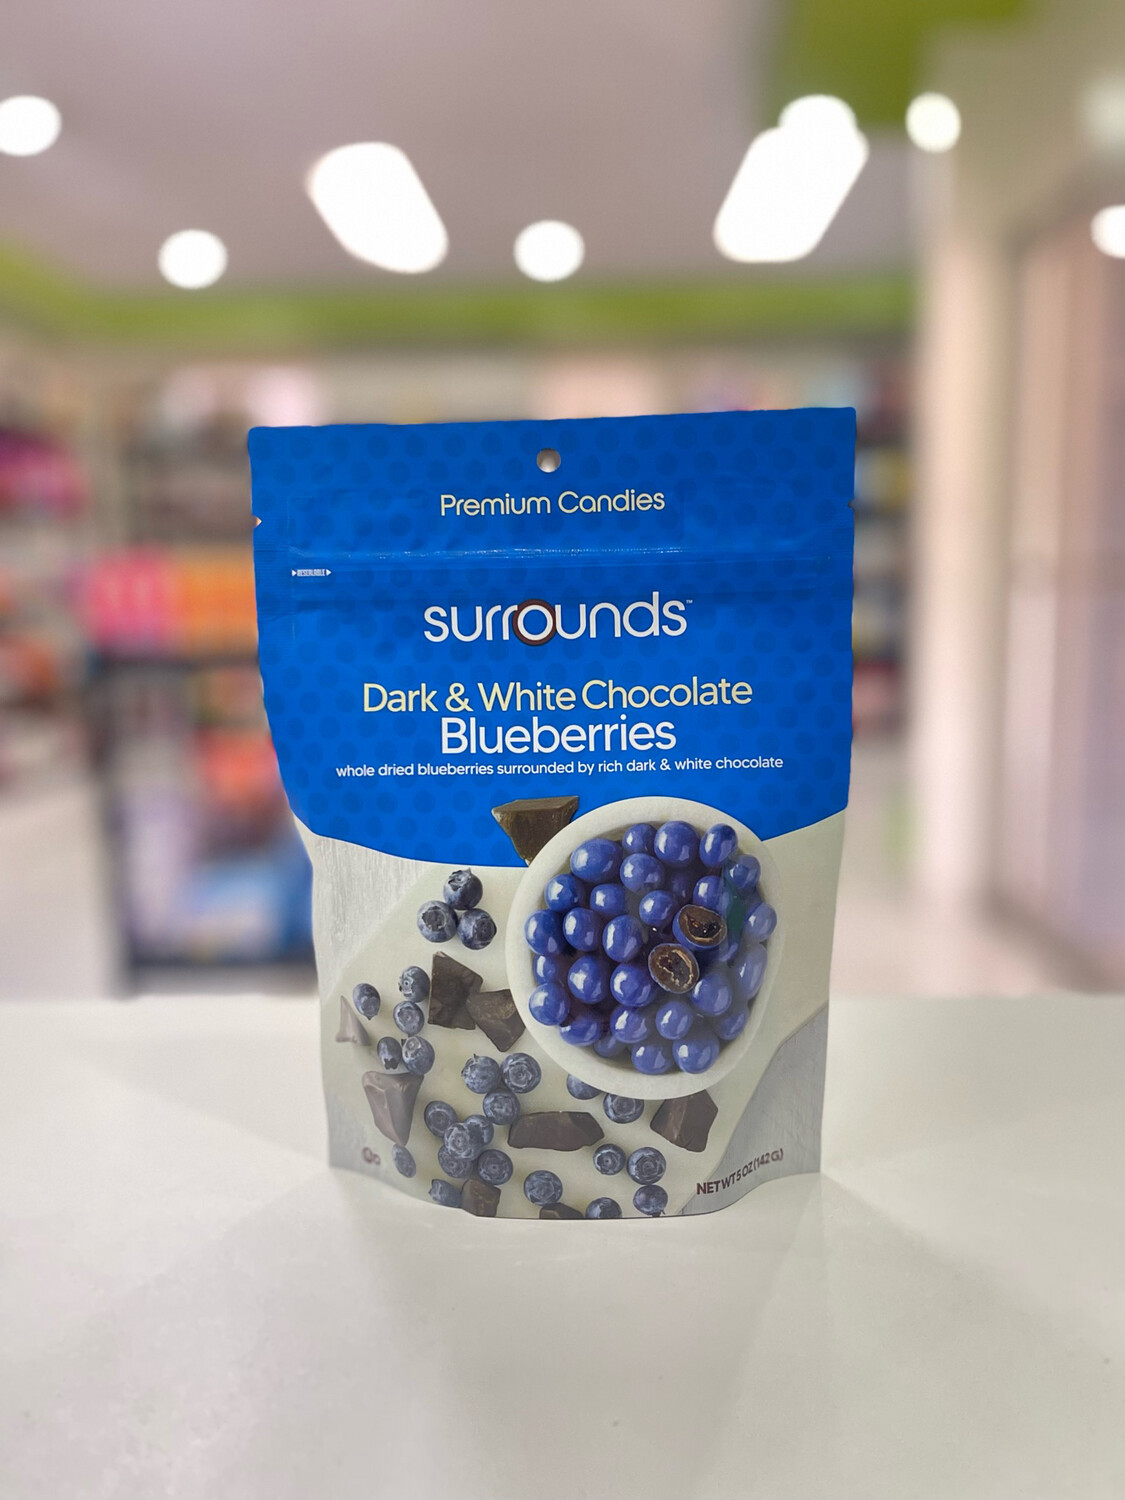 Premium Candies
RESEALABLE
surrounds™
Dark & White Chocolate
Blueberries
whole dried blueberries surrounded by rich dark & white chocolate
NET WT 5 OZ (142 G)